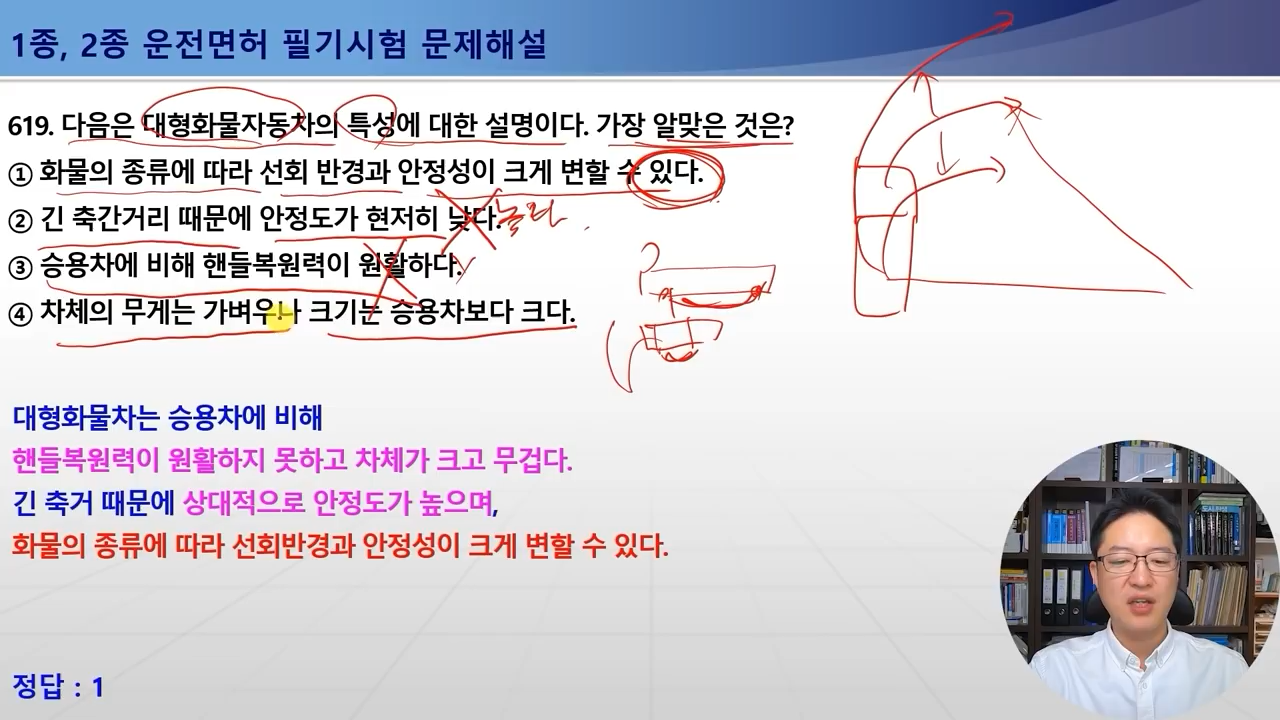 1종, 2종 운전면허 필기시험 문제해설
619. 다음은 대형화물자동차의 특성에 대한 설명이다. 가장 알맞은 것은?
① 화물의 종류에 따라 선회 반경과 안정성이 크게 변할 수 있다.
② 긴 축간거리 때문에 안정도가 현저히 낮다. 높다.
③ 승용차에 비해 핸들복원력이 원활하다.
④ 차체의 무게는 가벼우나 크기는 승용차보다 크다.
대형화물차는 승용차에 비해
핸들복원력이 원활하지 못하고 차체가 크고 무겁다.
긴 축거 때문에 상대적으로 안정도가 높으며,
화물의 종류에 따라 선회반경과 안정성이 크게 변할 수 있다.
정답 : 1